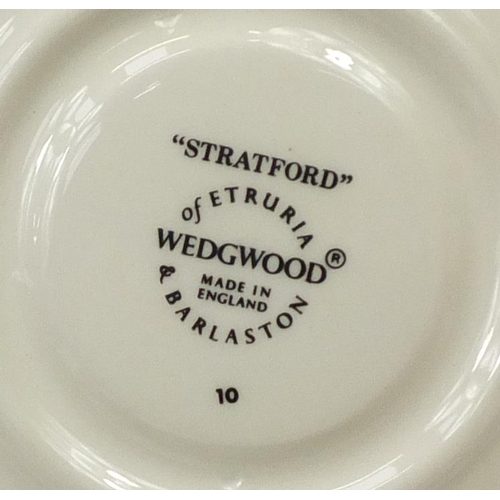 "STRATFORD"
of ETRURIA
WEDGWOOD®
MADE IN
ENGLAND
& BARLASTON
10